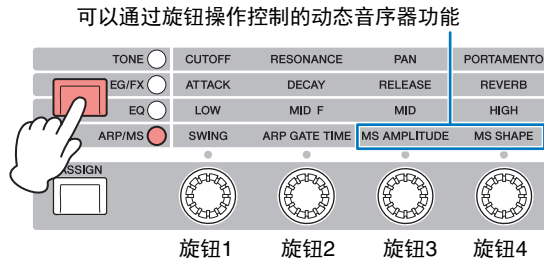 可以通过旋钮操作控制的动态音序器功能
TONE CUTOFF RESONANCE PAN PORTAMENTO
EG/FX ATTACK DECAY RELEASE REVERB
EQ LOW MID F MID HIGH
ARP/MS SWING ARP GATE TIME MS AMPLITUDE MS SHAPE
ASSIGN
旋钮1 旋钮2 旋钮3 旋钮4